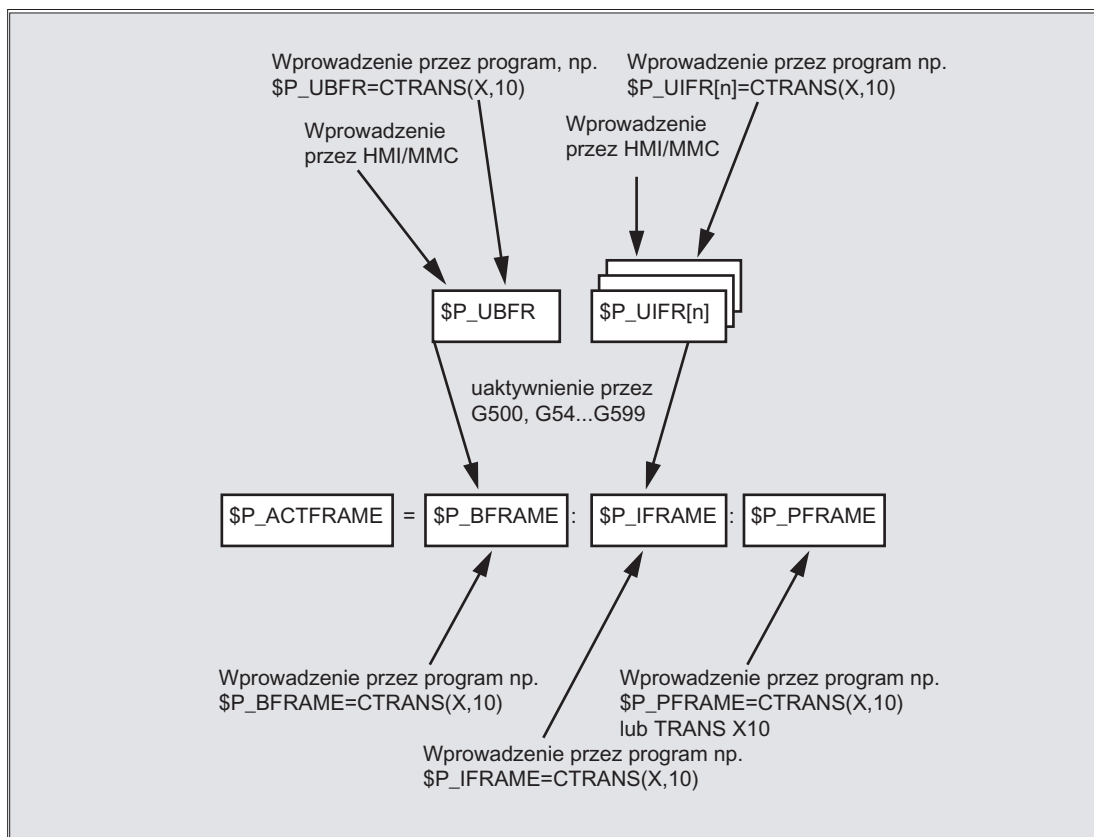 Wprowadzenie przez program, np.
$P_UBFR=CTRANS(X,10)
Wprowadzenie przez program np.
$P_UIFR[n]=CTRANS(X,10)
Wprowadzenie
przez HMI/MMC
Wprowadzenie
przez HMI/MMC
$P_UBFR
$P_UIFR[n]
uaktywnienie przez
G500, G54...G599
$P_ACTFRAME = $P_BFRAME : $P_IFRAME : $P_PFRAME
Wprowadzenie przez program np.
$P_BFRAME=CTRANS(X,10)
Wprowadzenie przez program np.
$P_PFRAME=CTRANS(X,10)
lub TRANS X10
Wprowadzenie przez program np.
$P_IFRAME=CTRANS(X,10)